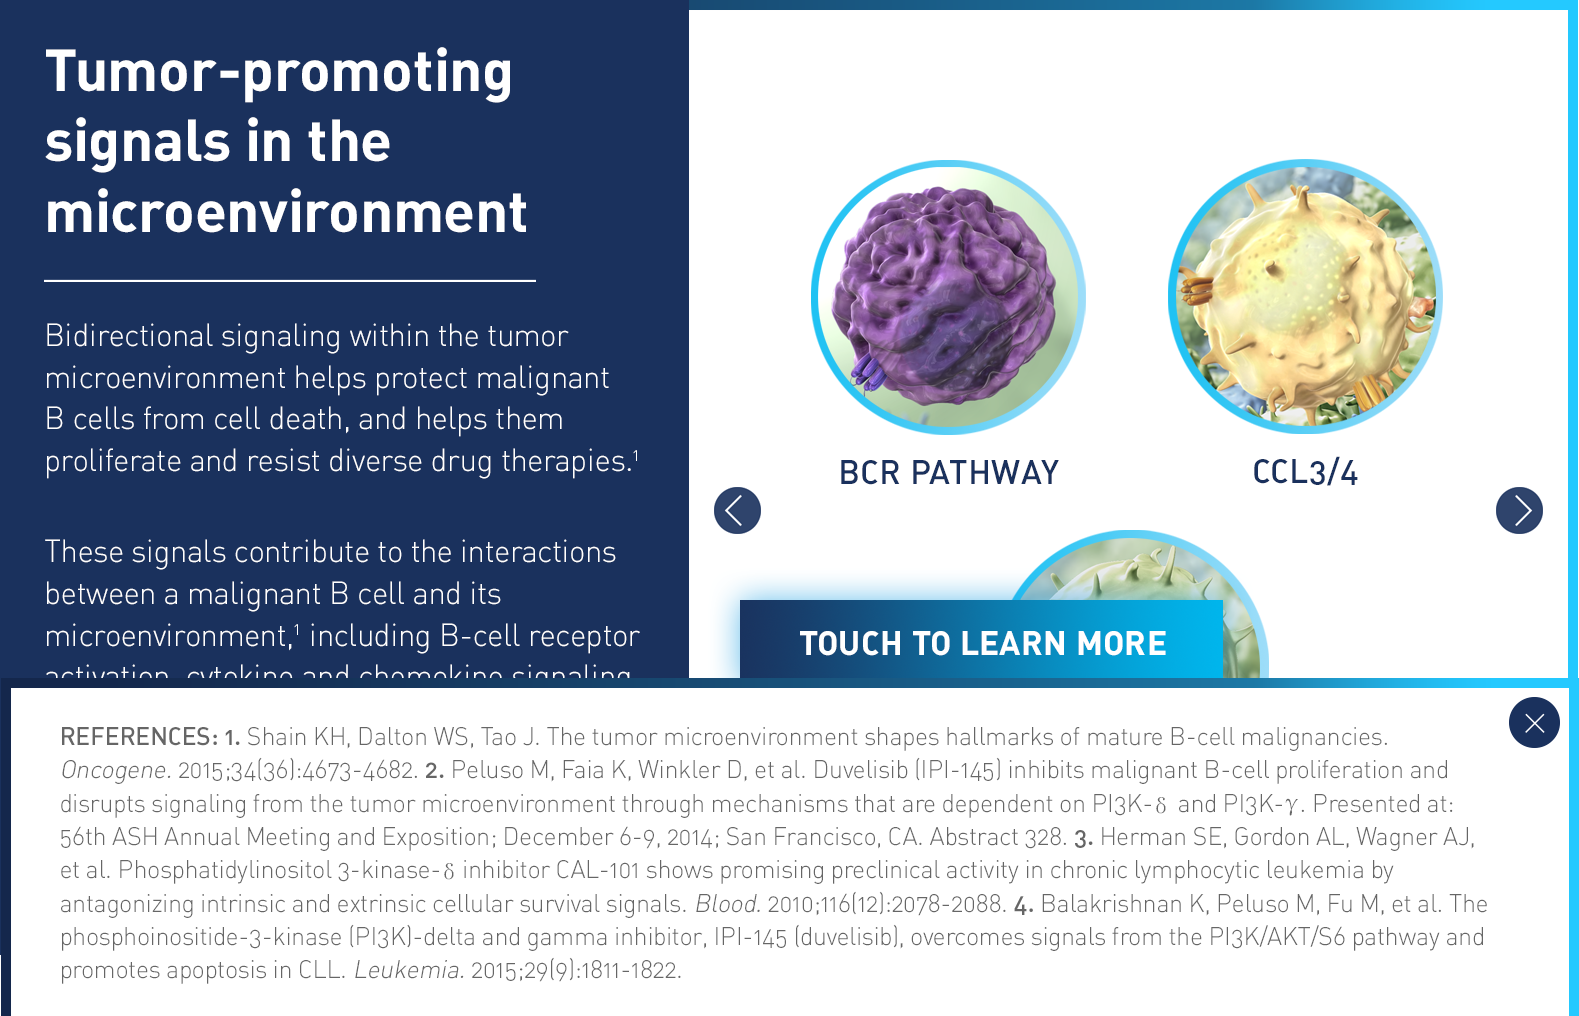 Tumor-promoting
signals in the
microenvironment
Bidirectional signaling within the tumor
microenvironment helps protect malignant
B cells from cell death, and helps them
proliferate and resist diverse drug therapies.¹
These signals contribute to the interactions
between a malignant B cell and its
microenvironment,¹ including B-cell receptor
activation, cytokine and chemokine signaling,
BCR PATHWAY
CCL3/4
TOUCH TO LEARN MORE
REFERENCES: 1. Shain KH, Dalton WS, Tao J. The tumor microenvironment shapes hallmarks of mature B-cell malignancies.
Oncogene. 2015;34(36):4673-4682. 2. Peluso M, Faia K, Winkler D, et al. Duvelisib (IPI-145) inhibits malignant B-cell proliferation and
disrupts signaling from the tumor microenvironment through mechanisms that are dependent on PI3K-δ and PI3K-γ. Presented at:
56th ASH Annual Meeting and Exposition; December 6-9, 2014; San Francisco, CA. Abstract 328. 3. Herman SE, Gordon AL, Wagner AJ,
et al. Phosphatidylinositol 3-kinase-δ inhibitor CAL-101 shows promising preclinical activity in chronic lymphocytic leukemia by
antagonizing intrinsic and extrinsic cellular survival signals. Blood. 2010;116(12):2078-2088. 4. Balakrishnan K, Peluso M, Fu M, et al. The
phosphoinositide-3-kinase (PI3K)-delta and gamma inhibitor, IPI-145 (duvelisib), overcomes signals from the PI3K/AKT/S6 pathway and
promotes apoptosis in CLL. Leukemia. 2015;29(9):1811-1822.